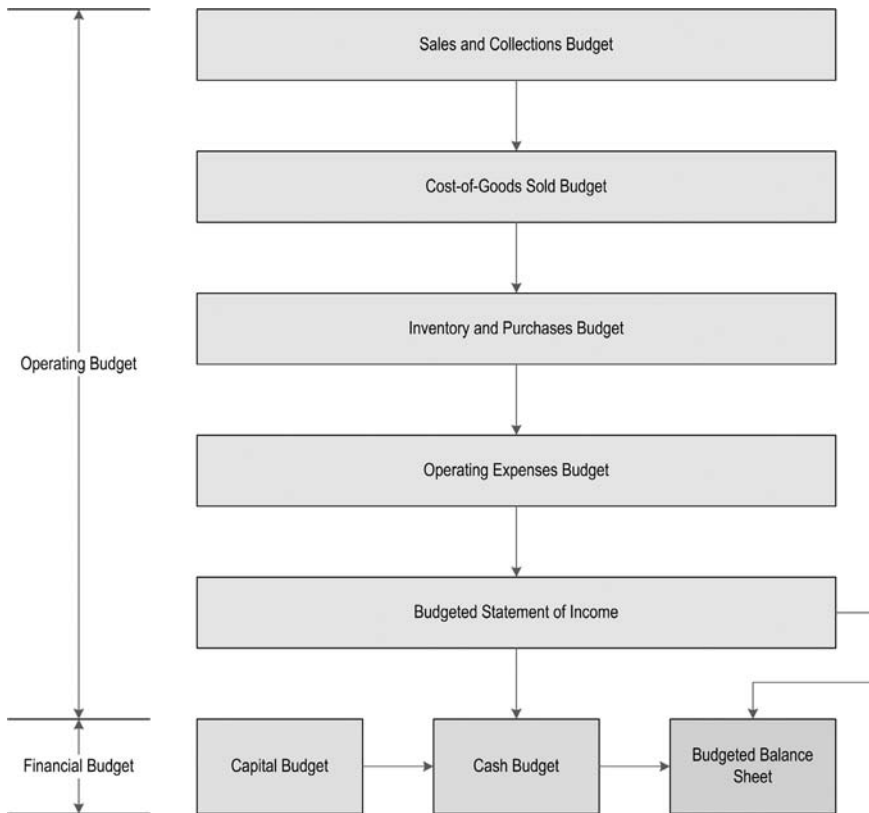 Sales and Collections Budget
Cost-of-Goods Sold Budget
Inventory and Purchases Budget
Operating Budget
Operating Expenses Budget
Budgeted Statement of Income
Financial Budget
Capital Budget
Cash Budget
Budgeted Balance
Sheet